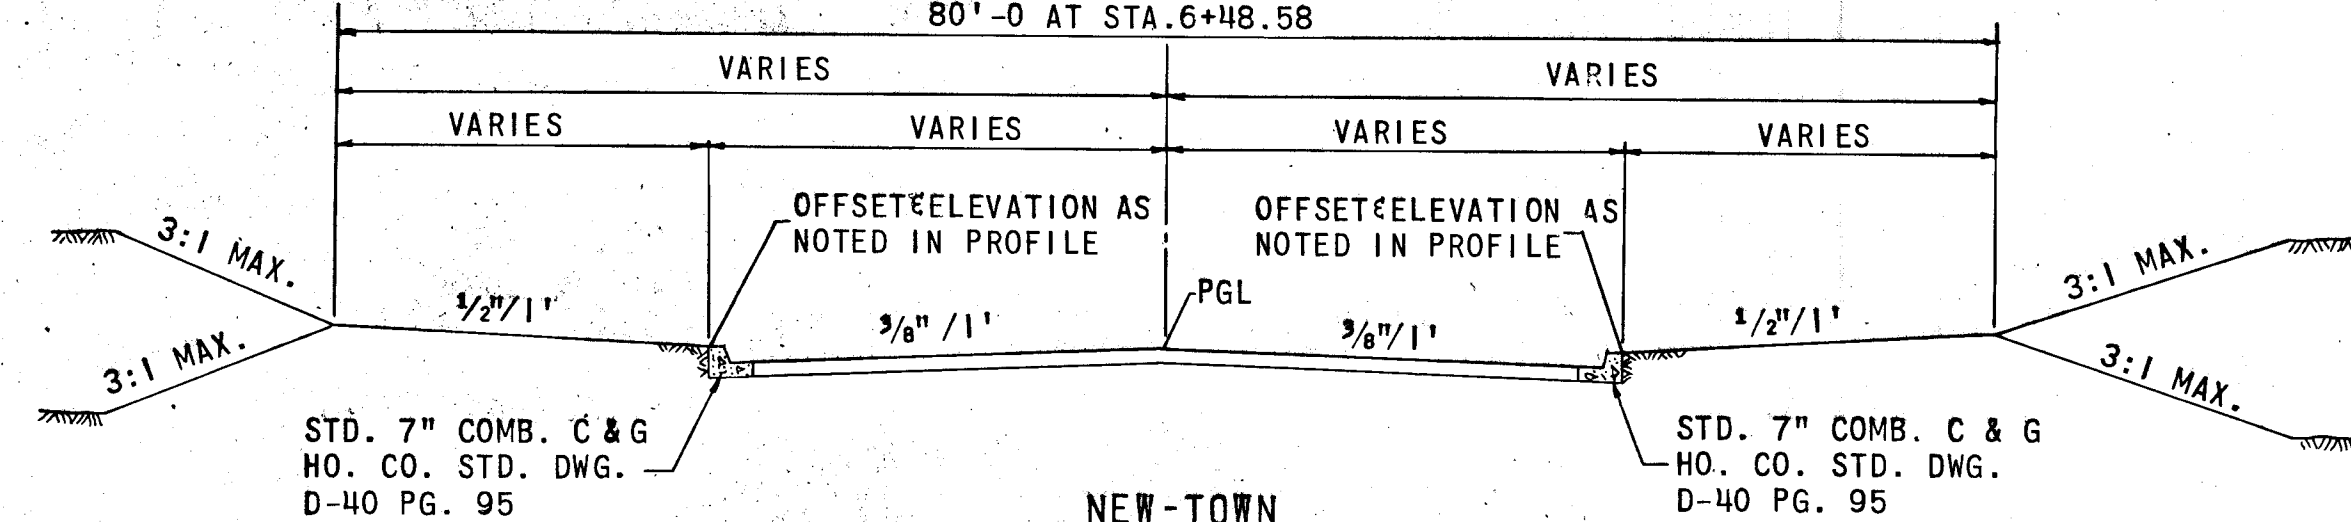 80'-0 AT STA.6+48.58
VARIES VARIES
VARIES VARIES VARIES VARIES
OFFSET & ELEVATION AS
NOTED IN PROFILE
OFFSET & ELEVATION AS
NOTED IN PROFILE
3:1 MAX.
3:1 MAX.
1/2"/1'
3/8"/1'
PGL
3/8"/1'
1/2"/1'
3:1 MAX.
3:1 MAX.
STD. 7" COMB. C & G
HO. CO. STD. DWG.
D-40 PG. 95
STD. 7" COMB. C & G
HO. CO. STD. DWG.
D-40 PG. 95
NEW-TOWN